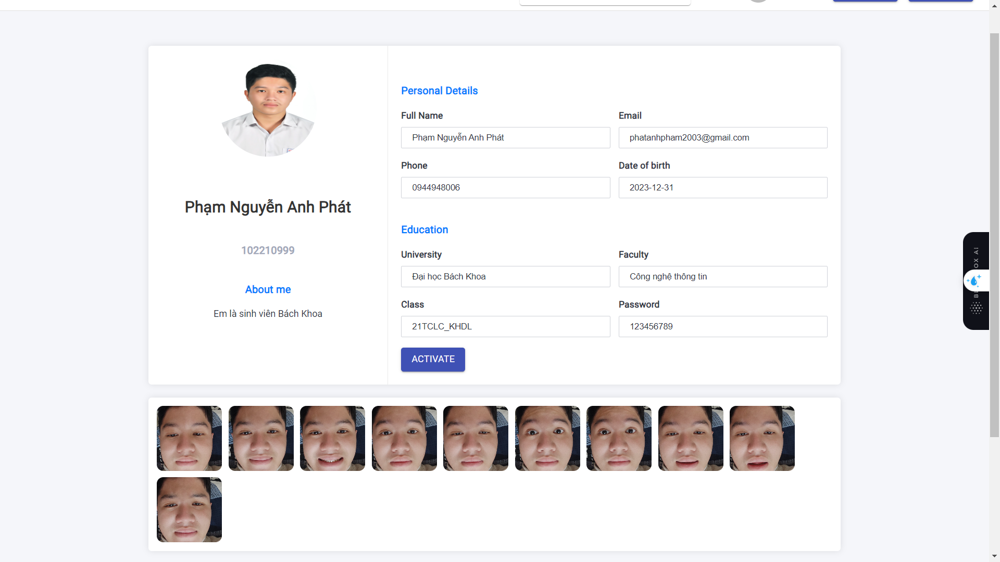 Phạm Nguyễn Anh Phát
102210999
About me
Em là sinh viên Bách Khoa
Personal Details
Full Name
Email
Phạm Nguyễn Anh Phát
phatanhpham2003@gmail.com
Phone
Date of birth
0944948006
2023-12-31
Education
University
Faculty
Đại học Bách Khoa
Công nghệ thông tin
Class
Password
21TCLC_KHDL
123456789
ACTIVATE
AI